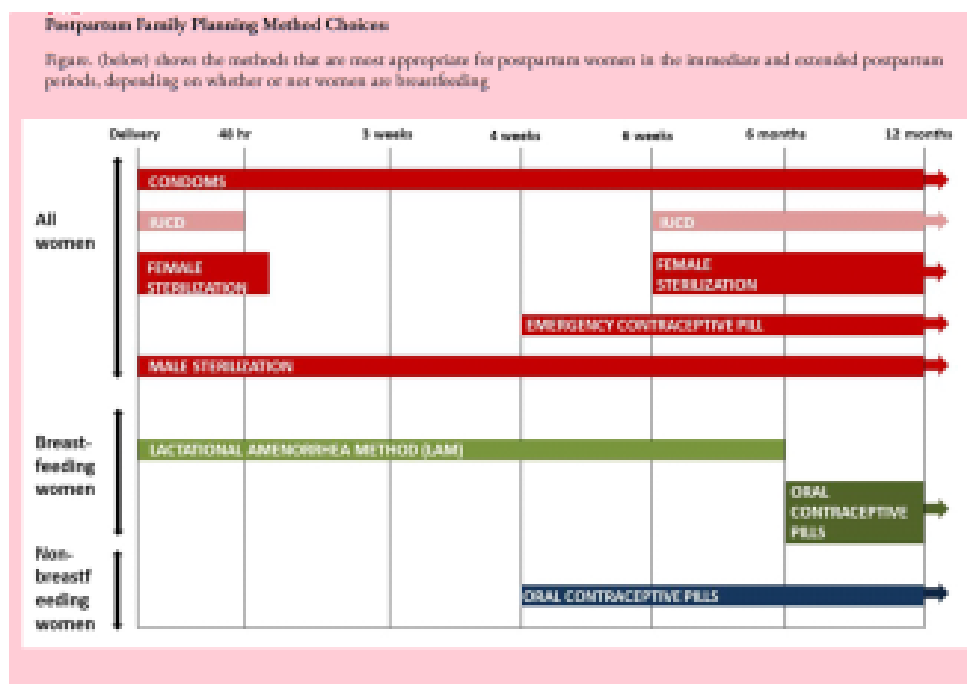 Postpartum Family Planning Method Choices
Figure. (below) shows the methods that are most appropriate for postpartum women in the immediate and extended postpartum
periods, depending on whether or not women are breastfeeding.
Delivery 48 hr 3 weeks 4 weeks 6 weeks 6 months 12 months
All
women
CONDOMS
IUCD IUCD
FEMALE
STERILIZATION
FEMALE
STERILIZATION
EMERGENCY CONTRACEPTIVE PILL
MALE STERILIZATION
Breast-
feeding
women
LACTATIONAL AMENORRHEA METHOD (LAM)
ORAL
CONTRACEPTIVE
PILLS
Non-
breastf
eeding
women
ORAL CONTRACEPTIVE PILLS